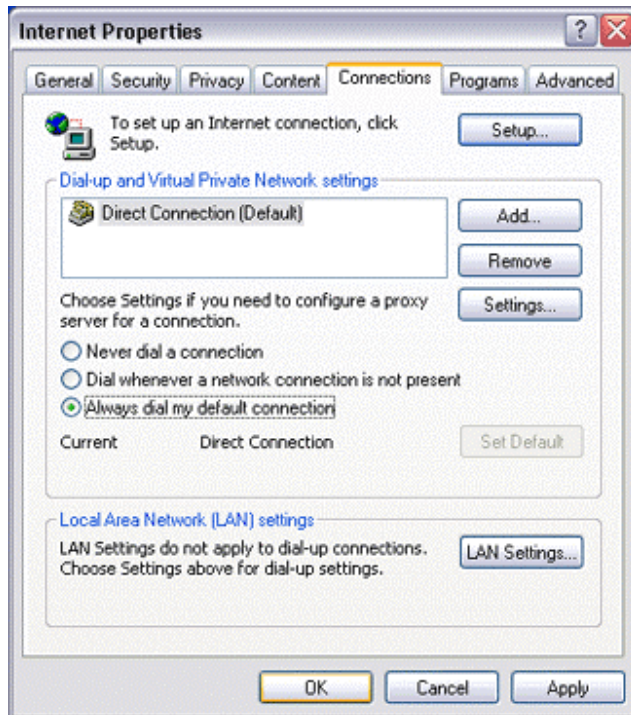 Internet Properties
General Security Privacy Content Connections Programs Advanced
To set up an Internet connection, click
Setup.
Setup...
Dial-up and Virtual Private Network settings
Direct Connection (Default)
Add...
Remove
Choose Settings if you need to configure a proxy
server for a connection.
Settings...
Never dial a connection
Dial whenever a network connection is not present
Always dial my default connection
Current Direct Connection
Set Default
Local Area Network (LAN) settings
LAN Settings do not apply to dial-up connections.
Choose Settings above for dial-up settings.
LAN Settings...
OK Cancel Apply